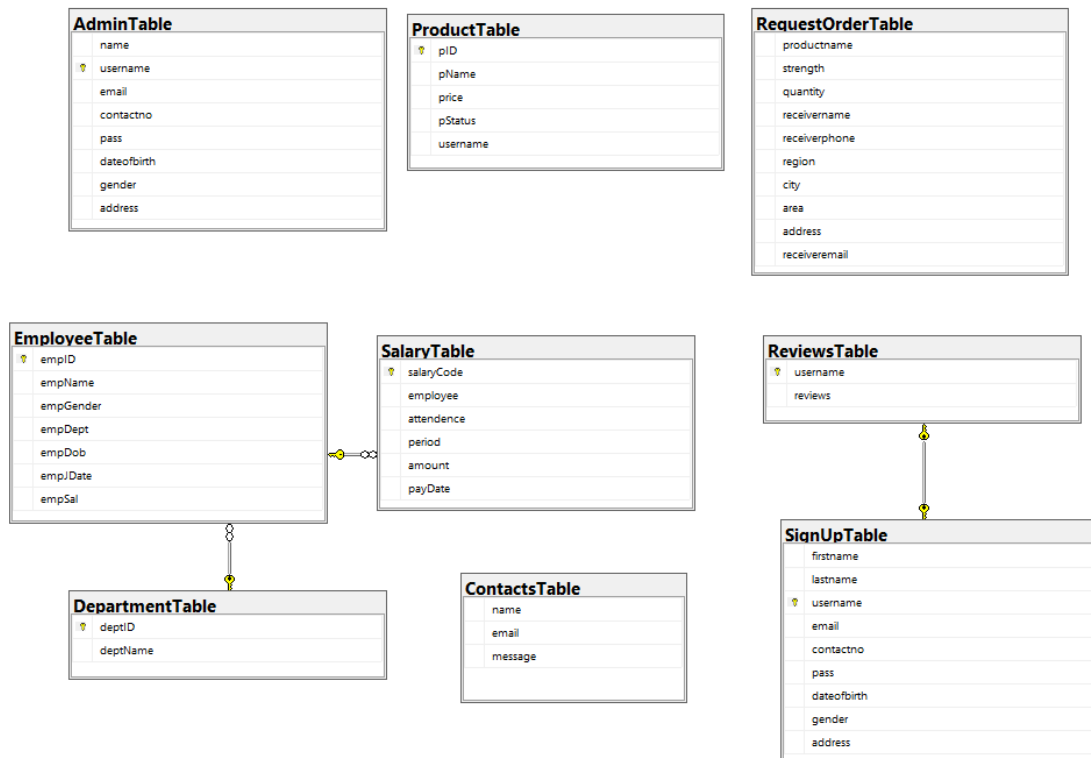 AdminTable
name
username
email
contactno
pass
dateofbirth
gender
address
ProductTable
pID
pName
price
pStatus
username
RequestOrderTable
productname
strength
quantity
receivername
receiverphone
region
city
area
address
receiveremail
EmployeeTable
empID
empName
empGender
empDept
empDob
empJDate
empSal
SalaryTable
salaryCode
employee
attendence
period
amount
payDate
ReviewsTable
username
reviews
DepartmentTable
deptID
deptName
ContactsTable
name
email
message
SignUpTable
firstname
lastname
username
email
contactno
pass
dateofbirth
gender
address